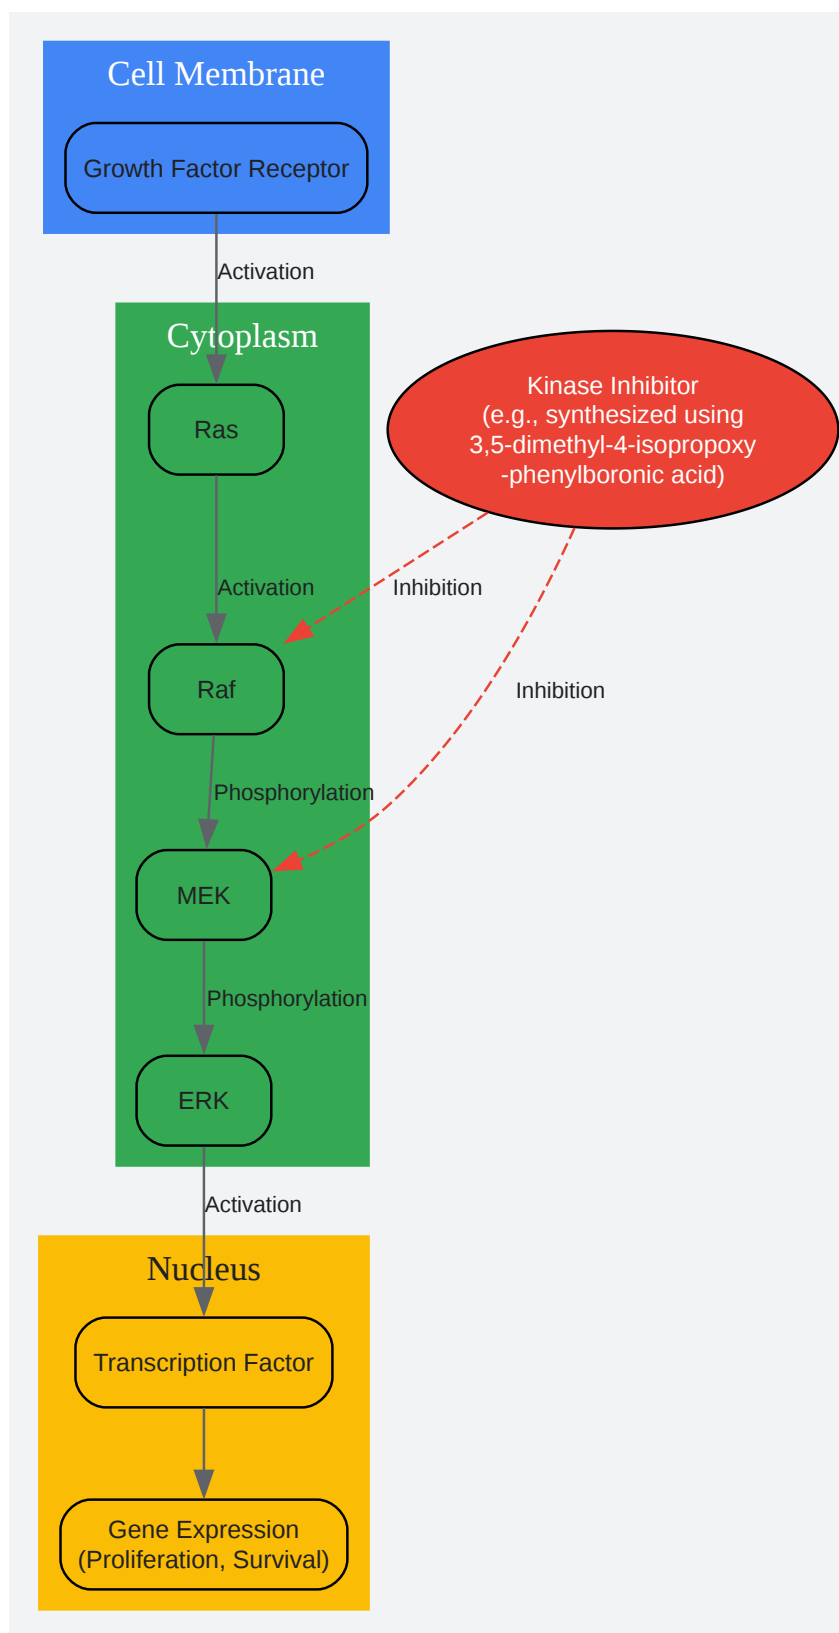 Cell Membrane
Growth Factor Receptor
Activation
Cytoplasm
Ras
Kinase Inhibitor
(e.g., synthesized using
3,5-dimethyl-4-isopropoxy
-phenylboronic acid)
Activation
Inhibition
Raf
Inhibition
Phosphorylation
MEK
Phosphorylation
ERK
Activation
Nucleus
Transcription Factor
Gene Expression
(Proliferation, Survival)